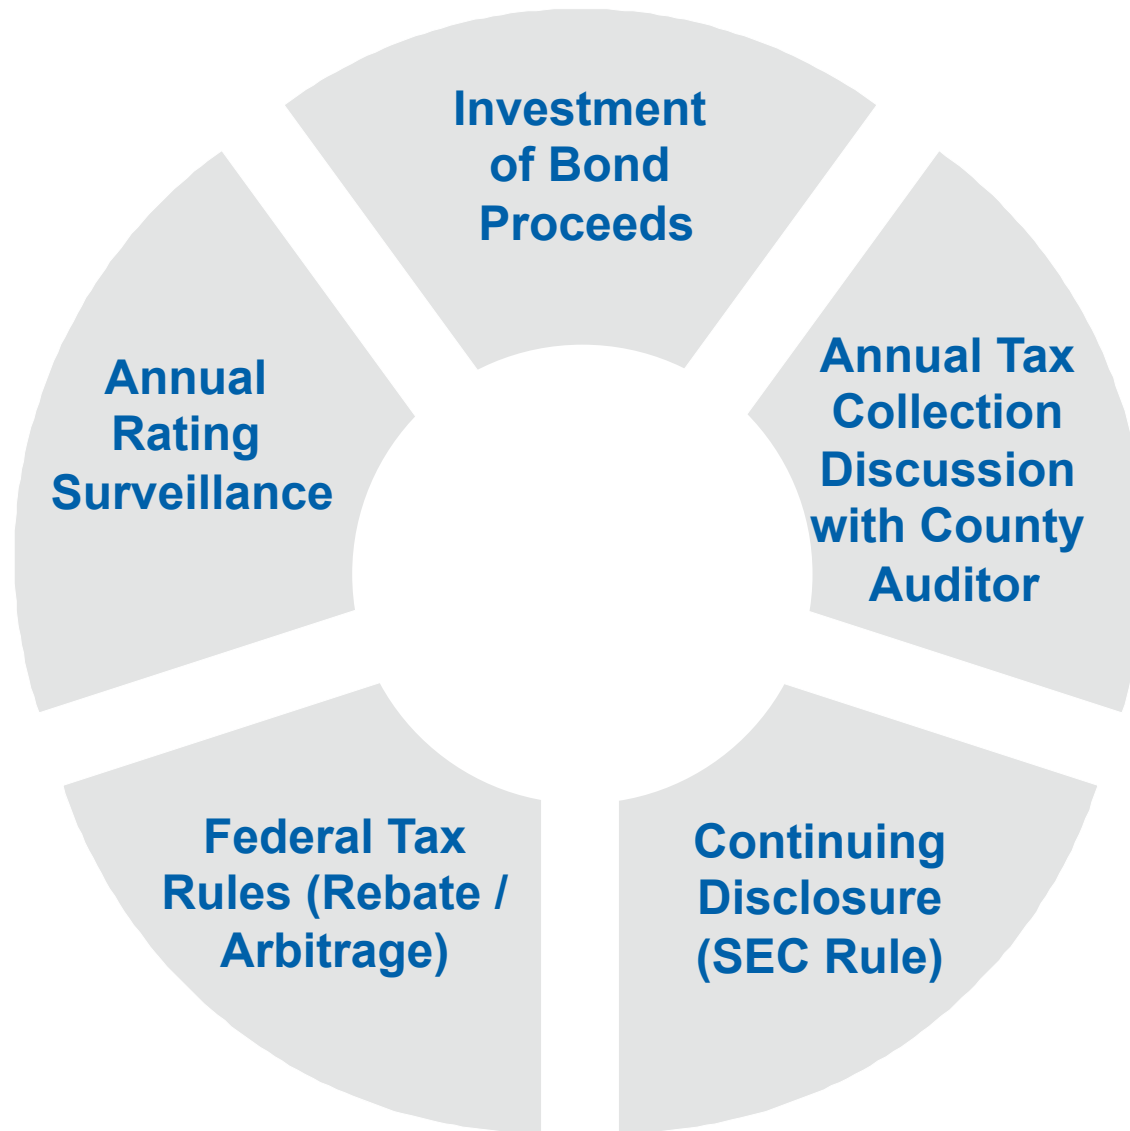 Investment
of Bond
Proceeds
Annual Tax
Collection
Discussion
with County
Auditor
Continuing
Disclosure
(SEC Rule)
Federal Tax
Rules (Rebate /
Arbitrage)
Annual
Rating
Surveillance